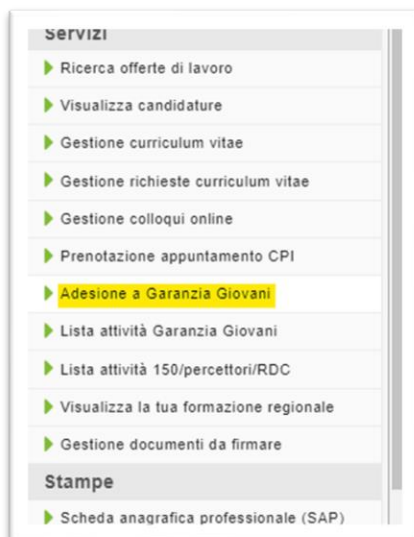 Servizi
Ricerca offerte di lavoro
Visualizza candidature
Gestione curriculum vitae
Gestione richieste curriculum vitae
Gestione colloqui online
Prenotazione appuntamento CPI
Adesione a Garanzia Giovani
Lista attività Garanzia Giovani
Lista attività 150/percettori/RDC
Visualizza la tua formazione regionale
Gestione documenti da firmare
Stampe
Scheda anagrafica professionale (SAP)